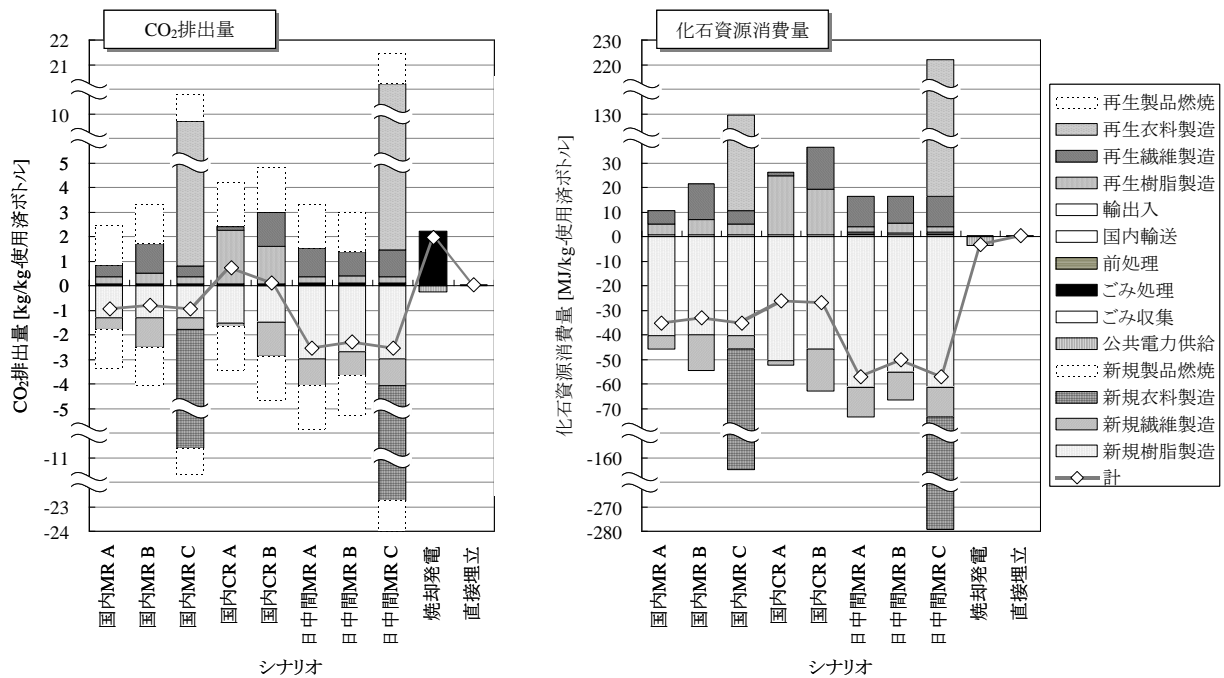 CO₂排出量
22
21
10
5
4
3
2
1
0
-1
-2
-3
-4
-5
-11
-23
-24
CO₂排出量 [kg/kg-使用済ボトル]
国内MR A
国内MR B
国内MR C
国内CR A
国内CR B
日中間MR A
日中間MR B
日中間MR C
焼却発電
直接埋立
シナリオ
化石資源消費量
230
220
130
30
20
10
0
-10
-20
-30
-40
-50
-60
-70
-160
-270
-280
化石資源消費量 [MJ/kg-使用済ボトル]
国内MR A
国内MR B
国内MR C
国内CR A
国内CR B
日中間MR A
日中間MR B
日中間MR C
焼却発電
直接埋立
シナリオ
再生製品燃焼
再生衣料製造
再生繊維製造
再生樹脂製造
輸出入
国内輸送
前処理
ごみ処理
ごみ収集
公共電力供給
新規製品燃焼
新規衣料製造
新規繊維製造
新規樹脂製造
計